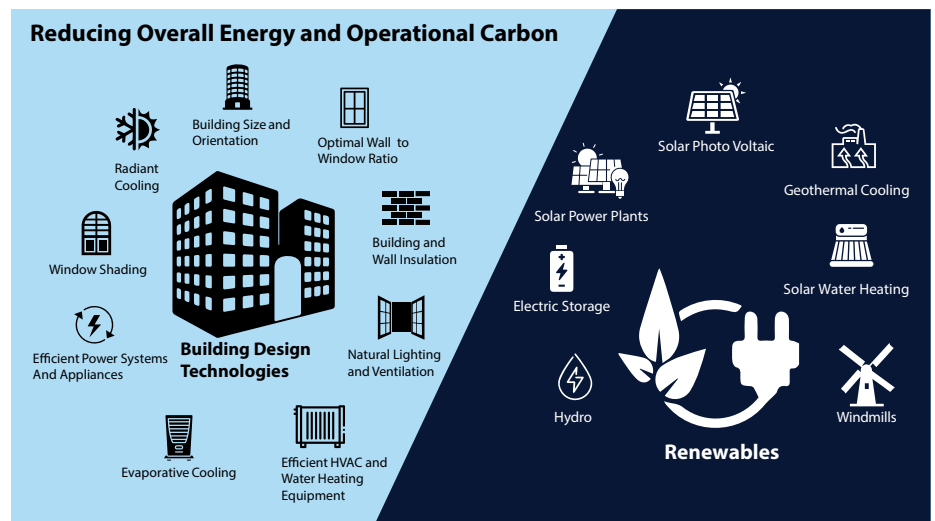 Reducing Overall Energy and Operational Carbon
Building Size and
Orientation
Optimal Wall to
Window Ratio
Radiant
Cooling
Building and
Wall Insulation
Window Shading
Natural Lighting
and Ventilation
Efficient Power Systems
And Appliances
Building Design
Technologies
Evaporative Cooling
Efficient HVAC and
Water Heating
Equipment
Solar Photo Voltaic
Geothermal Cooling
Solar Power Plants
Solar Water Heating
Electric Storage
Hydro
Windmills
Renewables